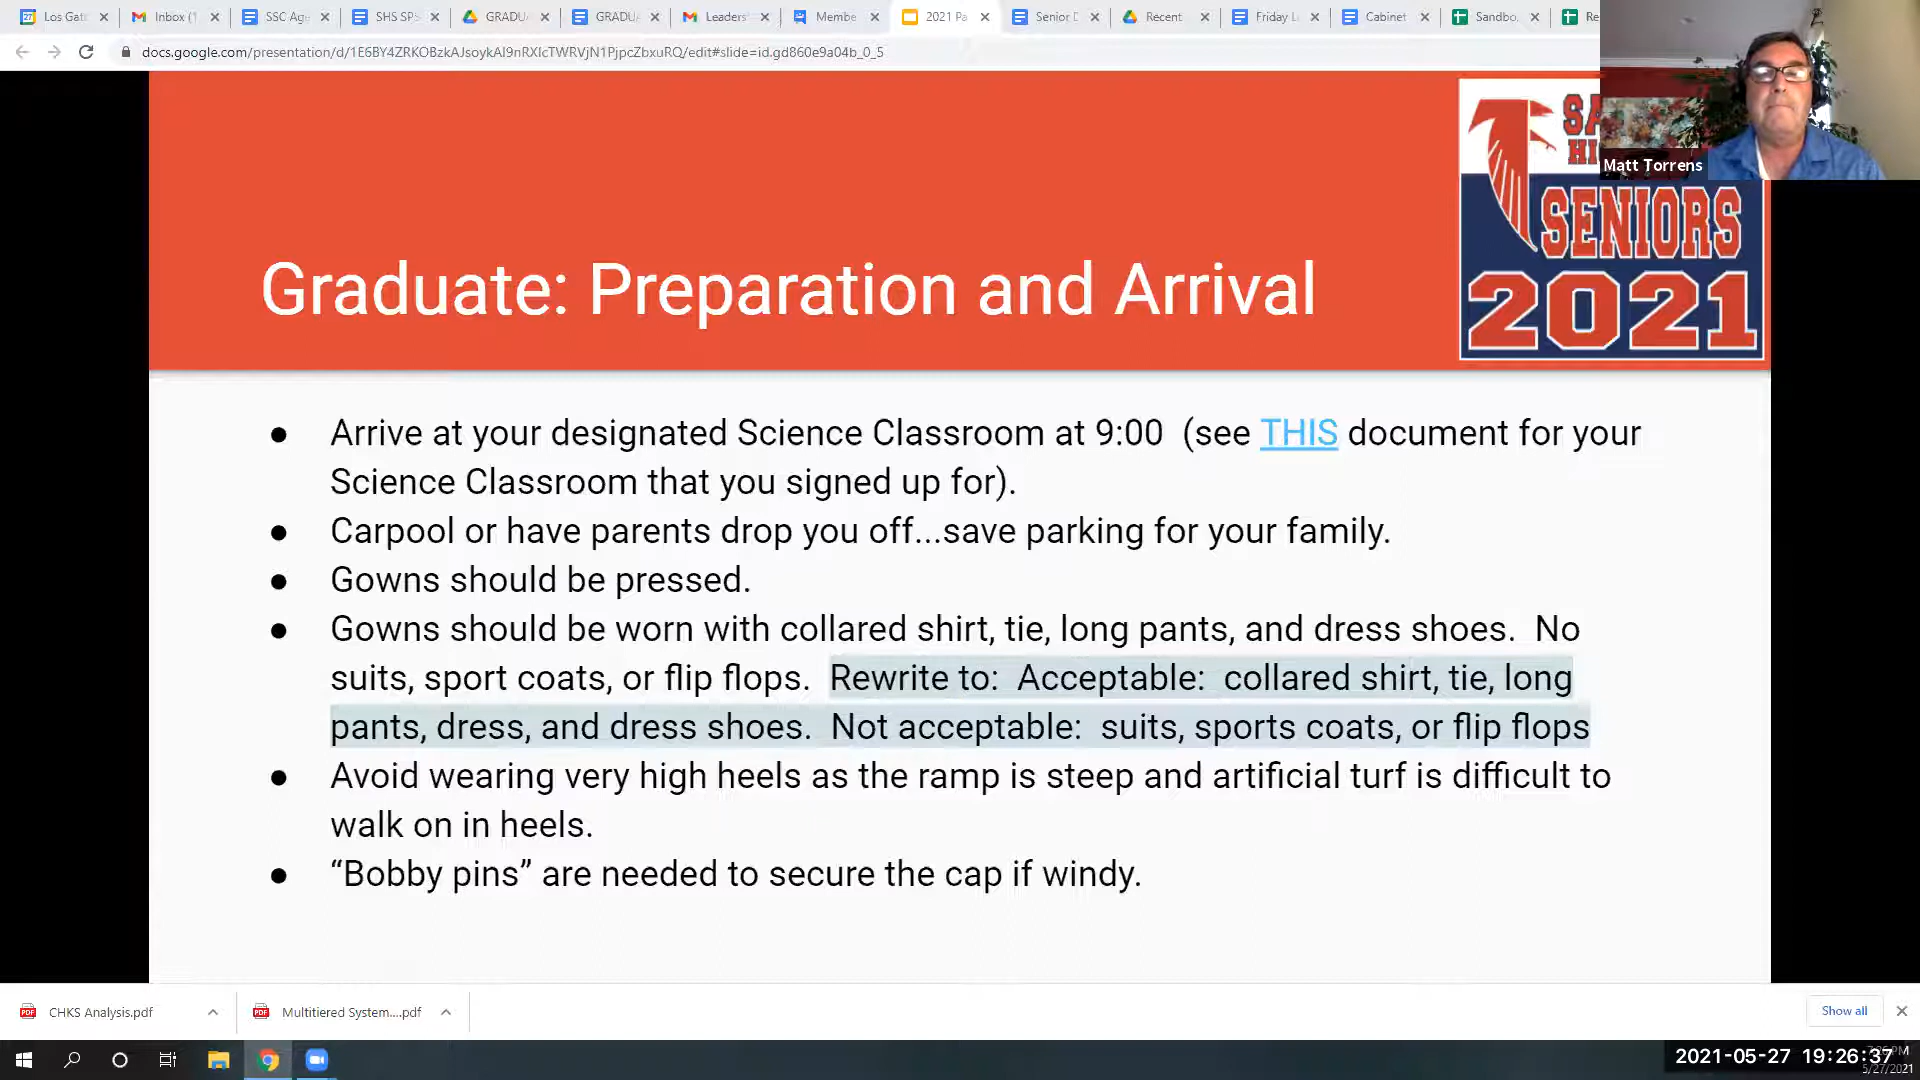 Los Gat
Inbox (1
SSC Ag
SHS SPS
GRADU
GRADU
Leaders
Membe
2021 Pa
Senior D
Recent
Friday L
Cabinet
Sandbo
Re
docs.google.com/presentation/d/1E6BY4ZRKOBzkAJsoykAI9nRXIcTWRVjN1PjpcZbxuRQ/edit#slide=id.gd860e9a04b_0_5
Matt Torrens
SA
HI
SENIORS
2021
Graduate: Preparation and Arrival
● Arrive at your designated Science Classroom at 9:00 (see THIS document for your
Science Classroom that you signed up for).
● Carpool or have parents drop you off...save parking for your family.
● Gowns should be pressed.
● Gowns should be worn with collared shirt, tie, long pants, and dress shoes. No
suits, sport coats, or flip flops. Rewrite to: Acceptable: collared shirt, tie, long
pants, dress, and dress shoes. Not acceptable: suits, sports coats, or flip flops
● Avoid wearing very high heels as the ramp is steep and artificial turf is difficult to
walk on in heels.
● “Bobby pins” are needed to secure the cap if windy.
CHKS Analysis.pdf
Multitiered System....pdf
Show all
2021-05-27 19:26:37
5/27/2021